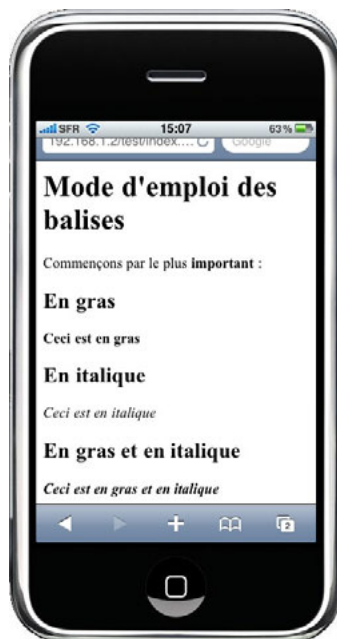 SFR 15:07 63%
192.168.1.2/test/index.... Google
Mode d'emploi des
balises
Commençons par le plus important :
En gras
Ceci est en gras
En italique
Ceci est en italique
En gras et en italique
Ceci est en gras et en italique
2